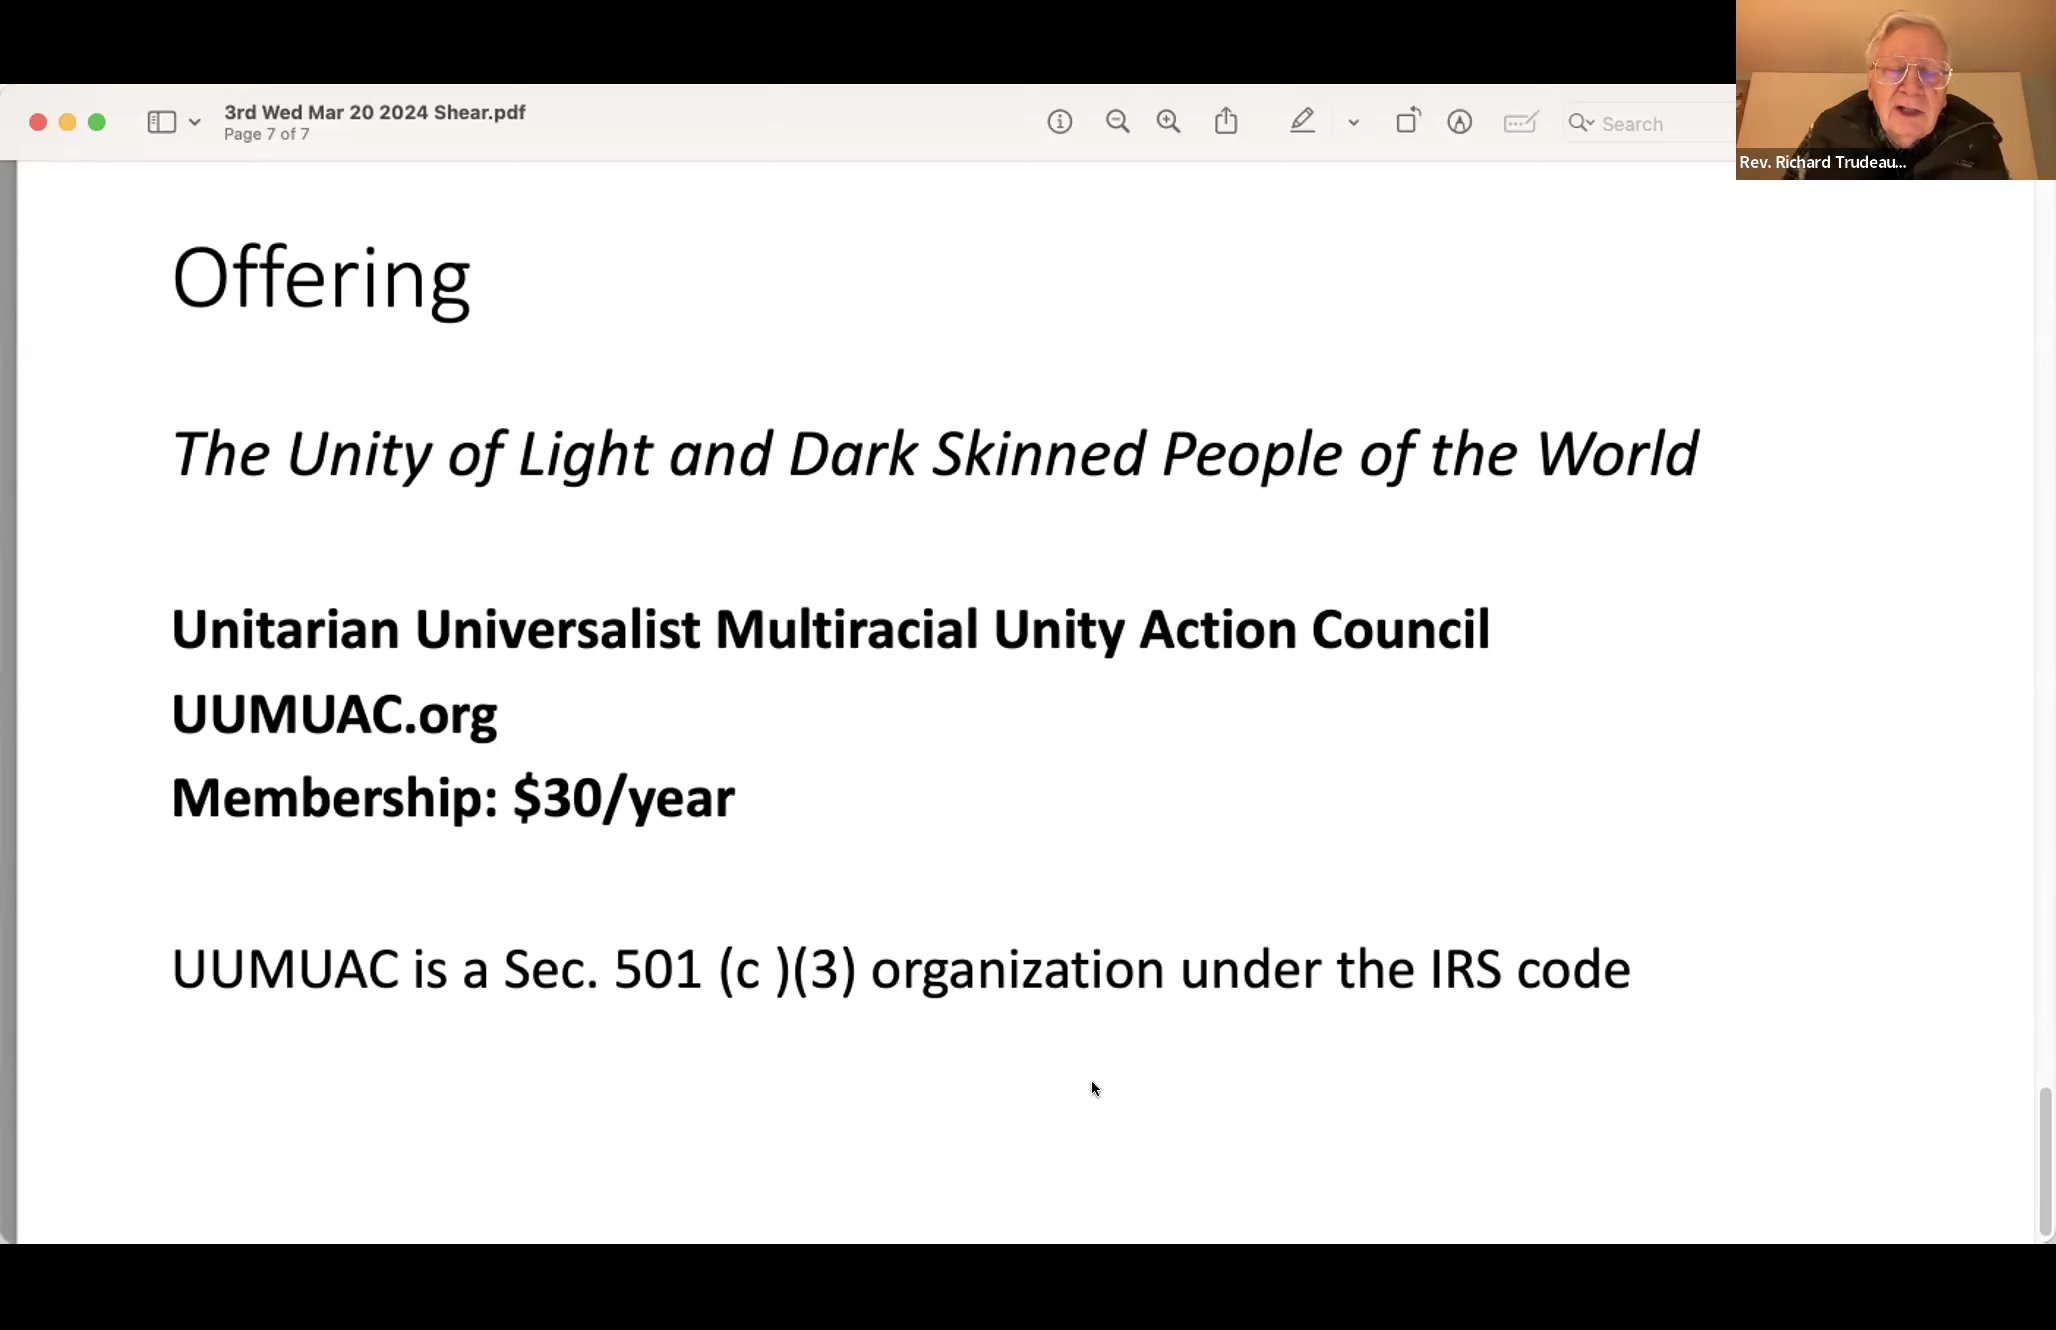 3rd Wed Mar 20 2024 Shear.pdf
Page 7 of 7
Search
Rev. Richard Trudeau...
Offering
The Unity of Light and Dark Skinned People of the World
Unitarian Universalist Multiracial Unity Action Council
UUMUAC.org
Membership: $30/year
UUMUAC is a Sec. 501 (c )(3) organization under the IRS code